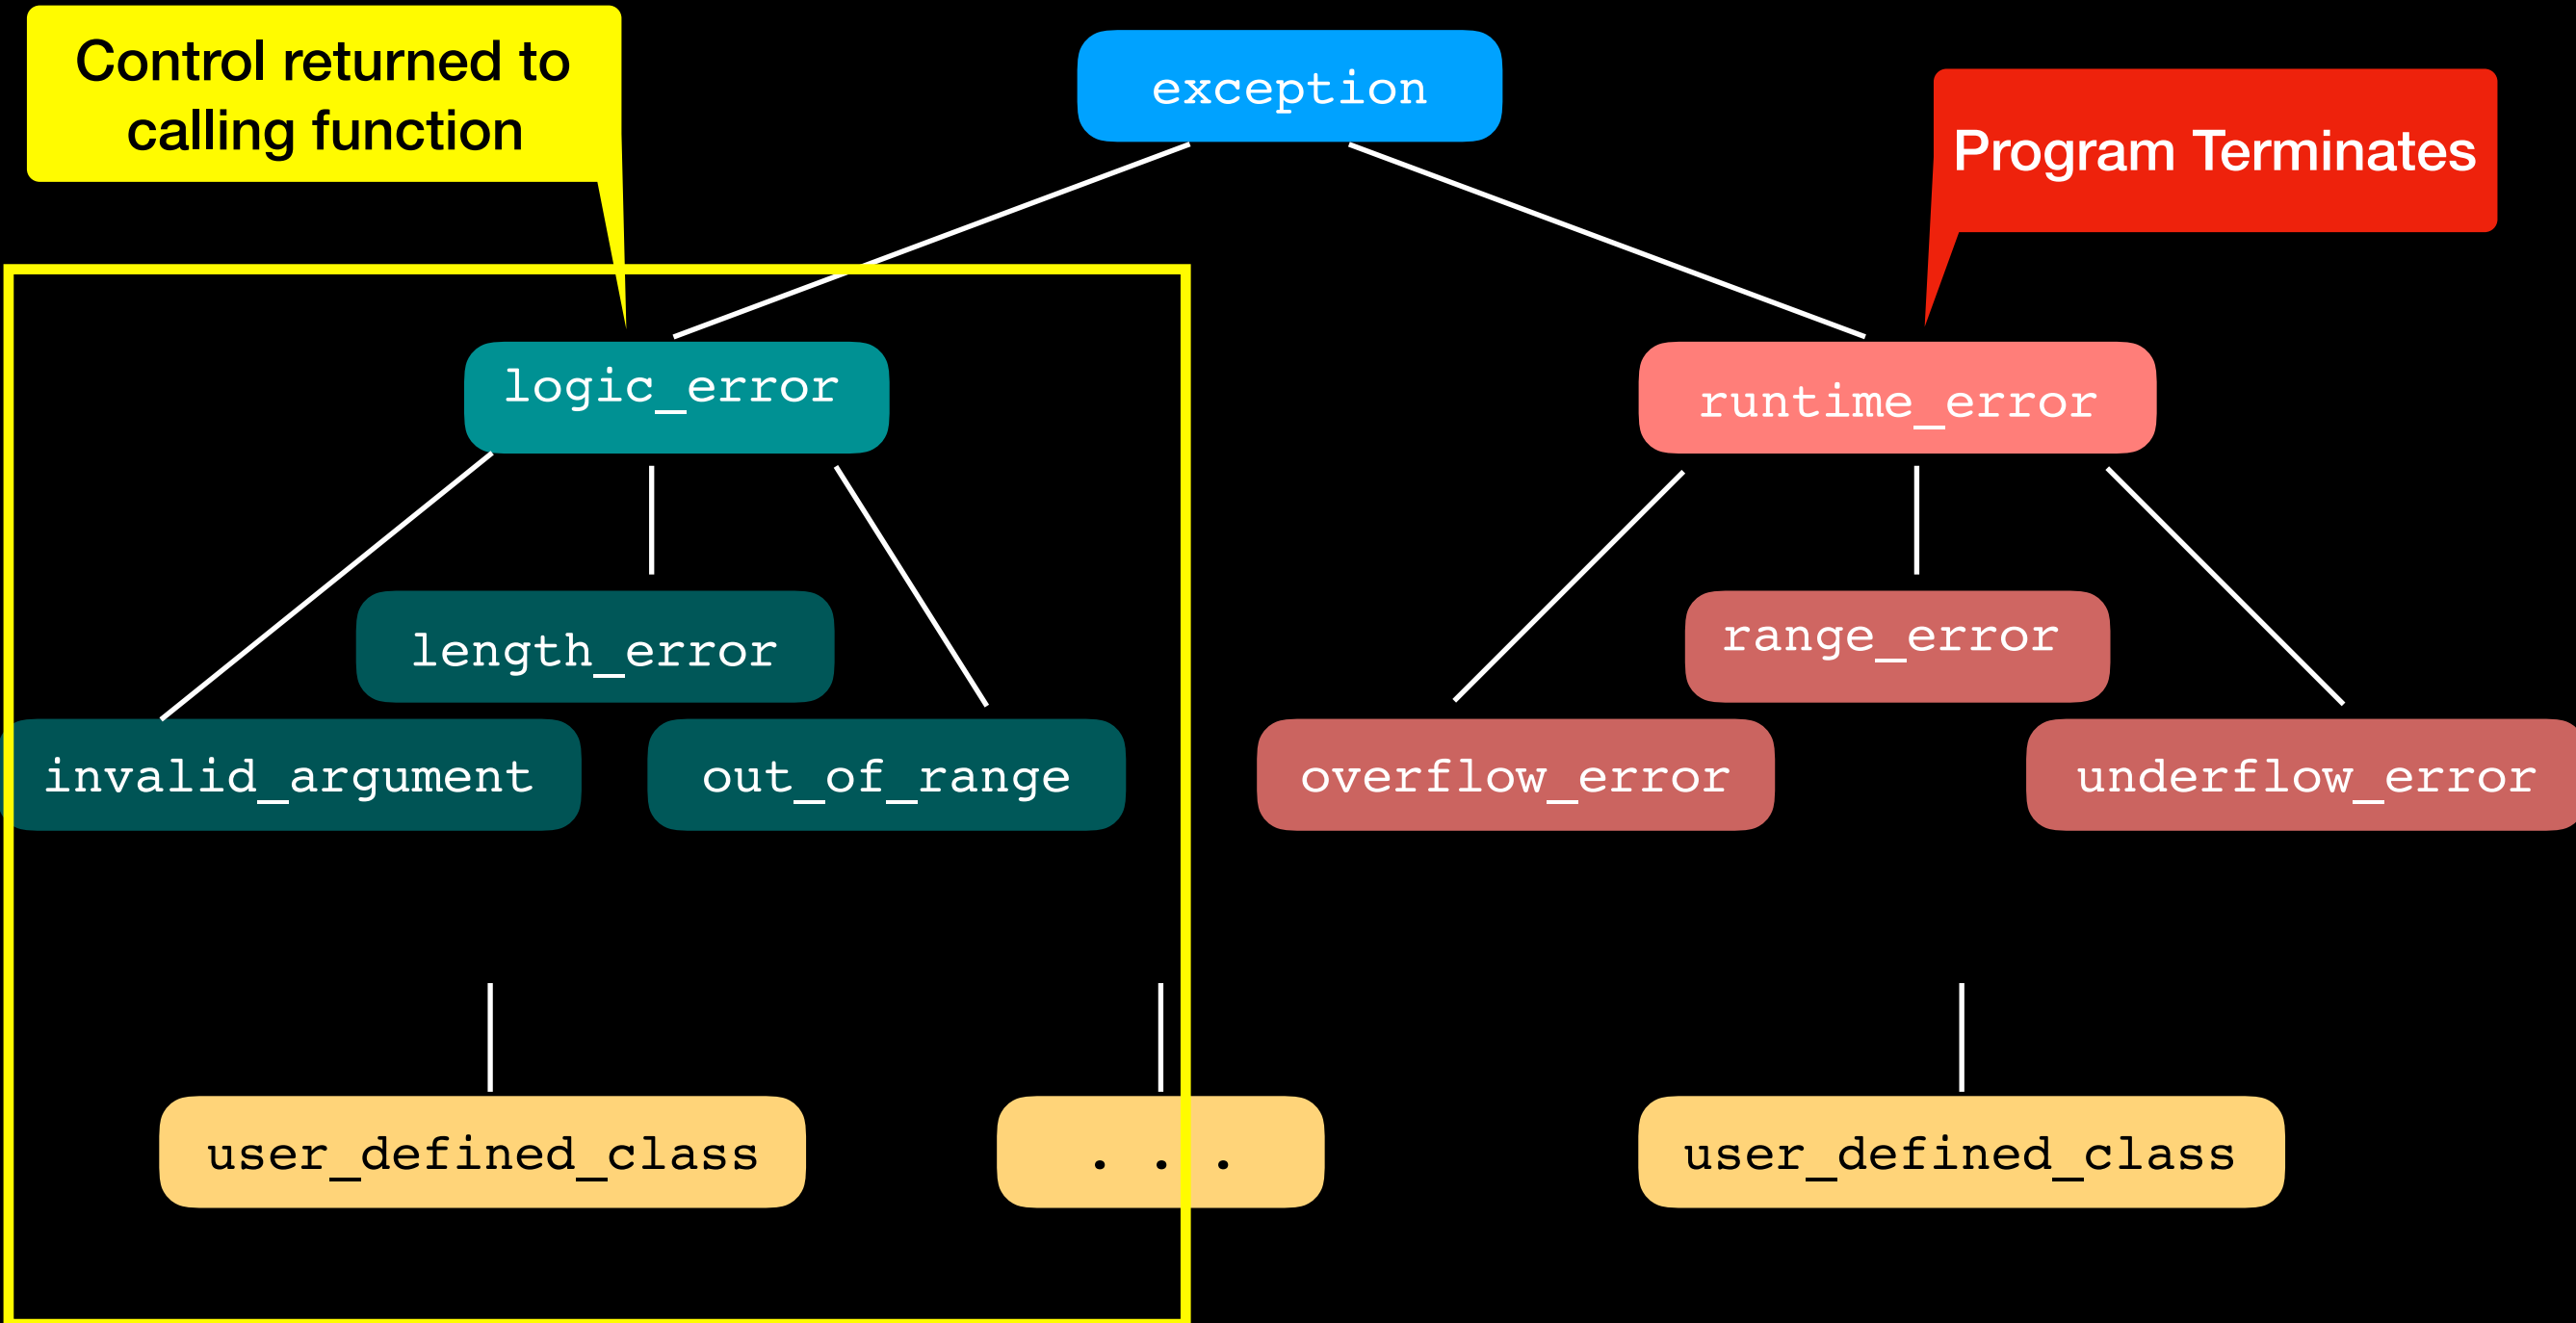 Control returned to
calling function
exception
Program Terminates
logic_error
runtime_error
length_error
range_error
invalid_argument
out_of_range
overflow_error
underflow_error
user_defined_class
. . .
user_defined_class